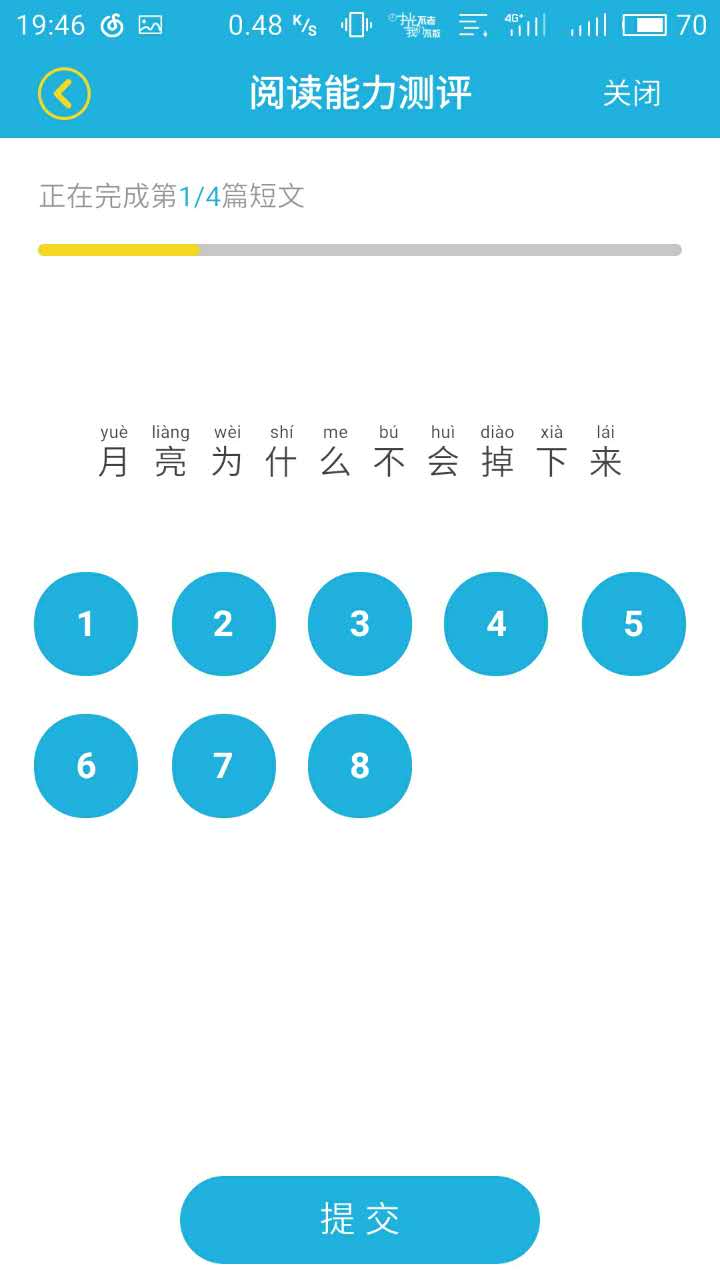 19:46 0.48 K/s 4G+ 70
阅读能力测评 关闭
正在完成第1/4篇短文
yuè liàng wèi shí me bú huì diào xià lái
月 亮 为 什 么 不 会 掉 下 来
1 2 3 4 5
6 7 8
提 交